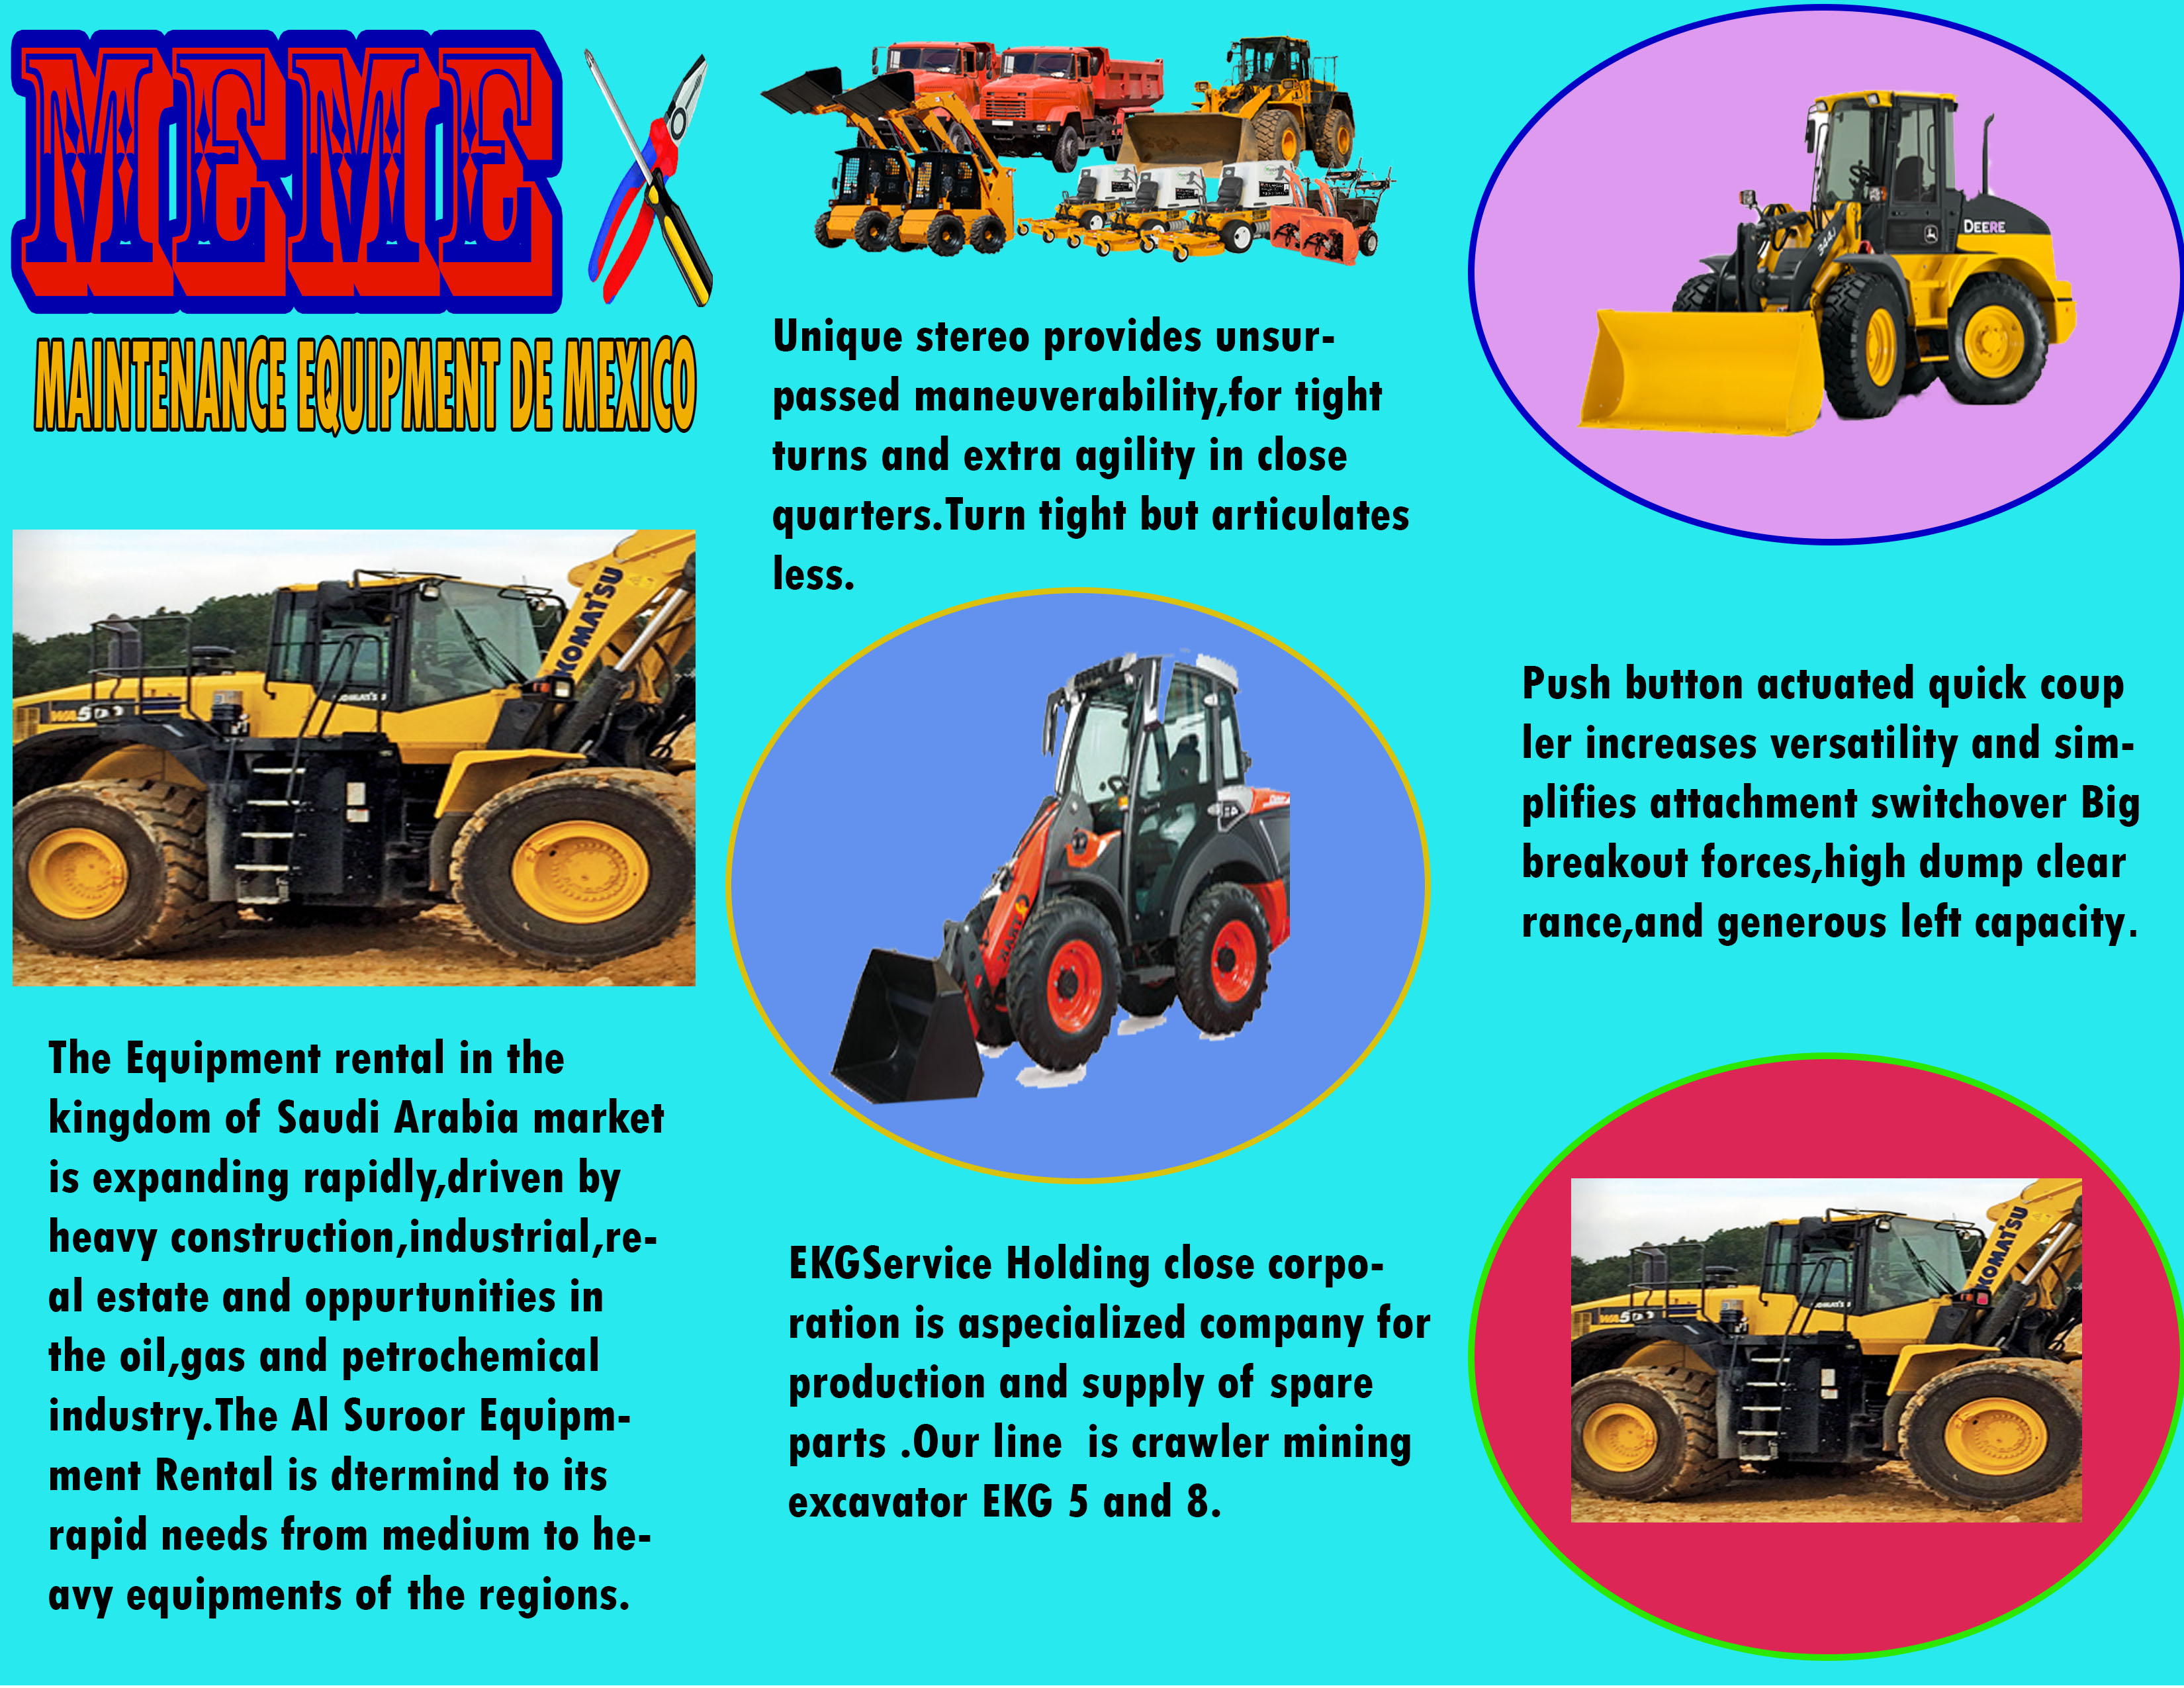 MEME
MAINTENANCE EQUIPMENT DE MEXICO
KOMATSU
KOMATSU
WA500
The Equipment rental in the
kingdom of Saudi Arabia market
is expanding rapidly,driven by
heavy construction,industrial,re-
al estate and oppurtunities in
the oil,gas and petrochemical
industry.The Al Suroor Equipm-
ment Rental is dtermind to its
rapid needs from medium to he-
avy equipments of the regions.
Unique stereo provides unsur-
passed maneuverability,for tight
turns and extra agility in close
quarters.Turn tight but articulates
less.
EKGService Holding close corpo-
ration is aspecialized company for
production and supply of spare
parts .Our line  is crawler mining
excavator EKG 5 and 8.
DEERE
344J
Push button actuated quick coup
ler increases versatility and sim-
plifies attachment switchover Big
breakout forces,high dump clear
rance,and generous left capacity.
KOMATSU
KOMATSU
WA500